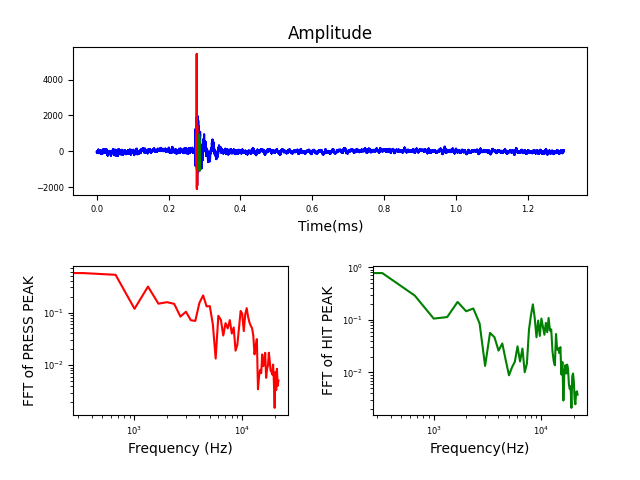 Amplitude
4000
2000
0
−2000
0.0 0.2 0.4 0.6 0.8 1.0 1.2
Time(ms)
FFT of PRESS PEAK
10⁻¹
10⁻²
10³ 10⁴
Frequency (Hz)
FFT of HIT PEAK
10⁰
10⁻¹
10⁻²
10³ 10⁴
Frequency(Hz)